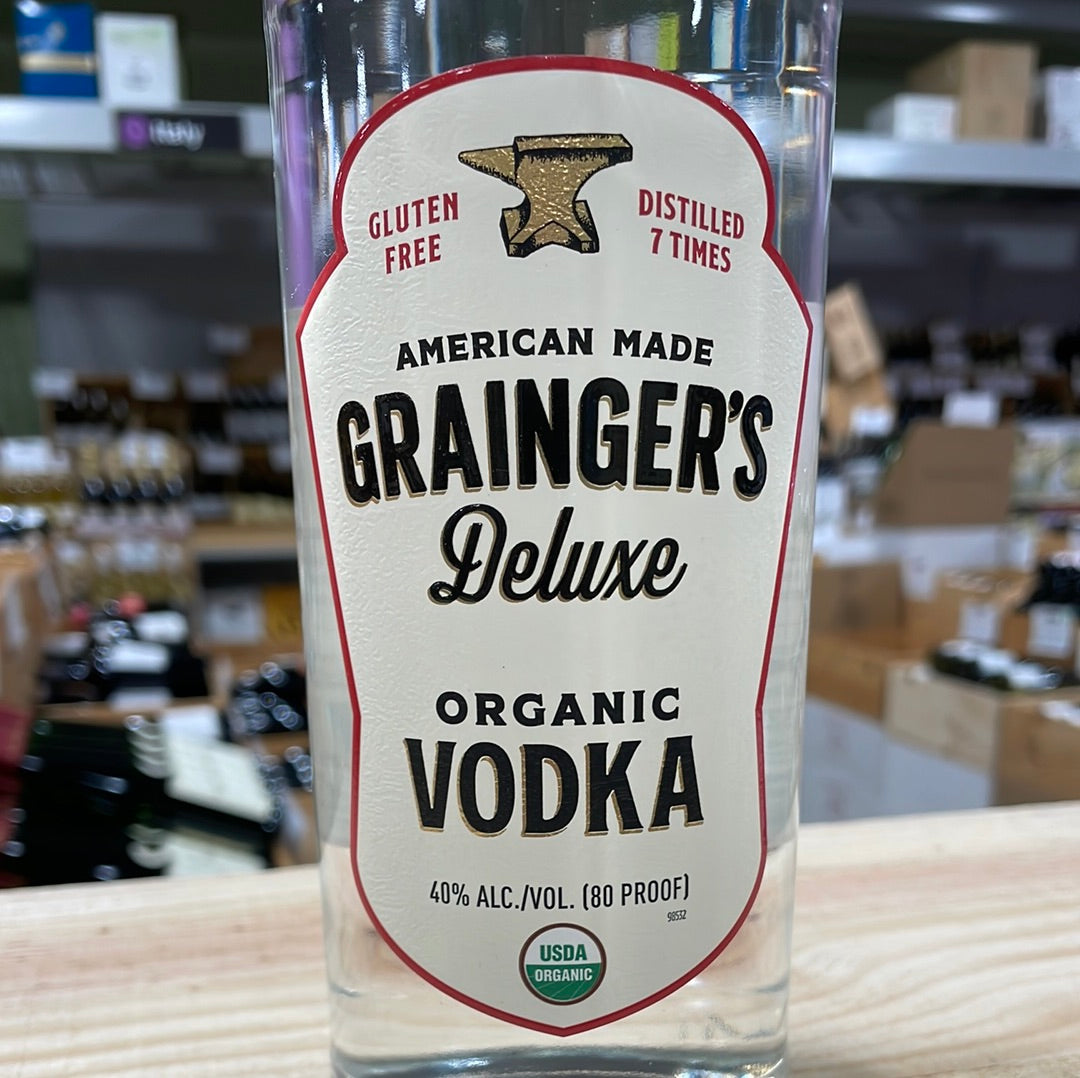 Italy
GLUTEN
FREE
DISTILLED
7 TIMES
AMERICAN MADE
GRAINGER'S
Deluxe
ORGANIC
VODKA
40% ALC./VOL. (80 PROOF)
98532
USDA
ORGANIC